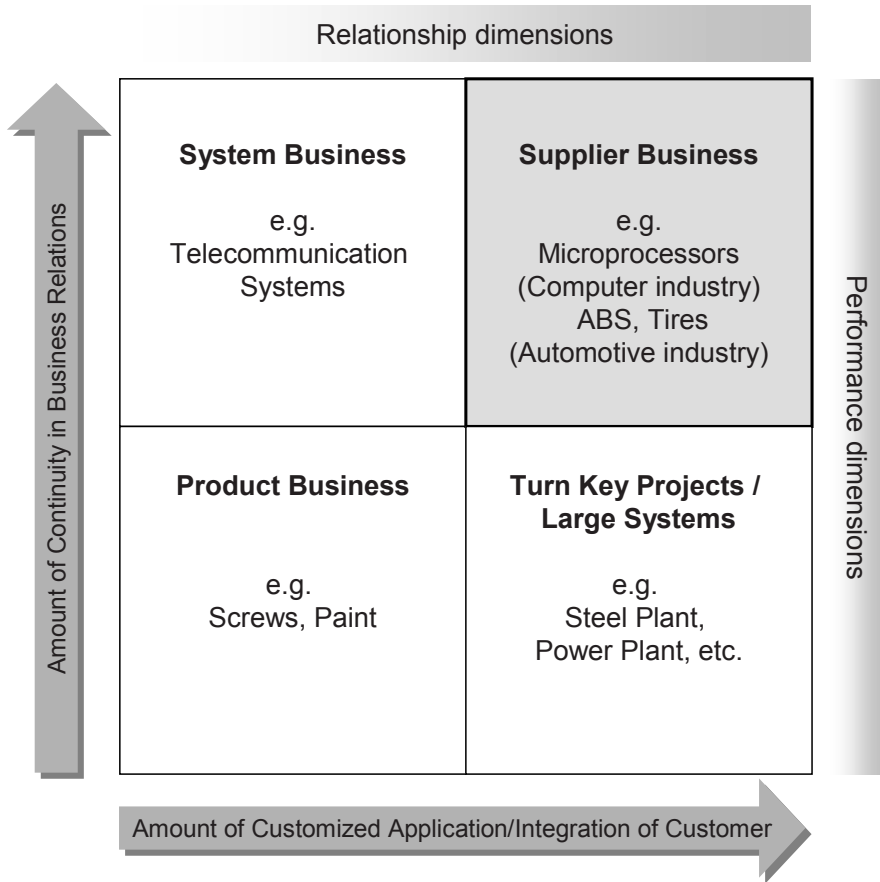 Relationship dimensions
System Business
e.g.
Telecommunication
Systems
Supplier Business
e.g.
Microprocessors
(Computer industry)
ABS, Tires
(Automotive industry)
Product Business
e.g.
Screws, Paint
Turn Key Projects /
Large Systems
e.g.
Steel Plant,
Power Plant, etc.
Amount of Continuity in Business Relations
Performance dimensions
Amount of Customized Application/Integration of Customer